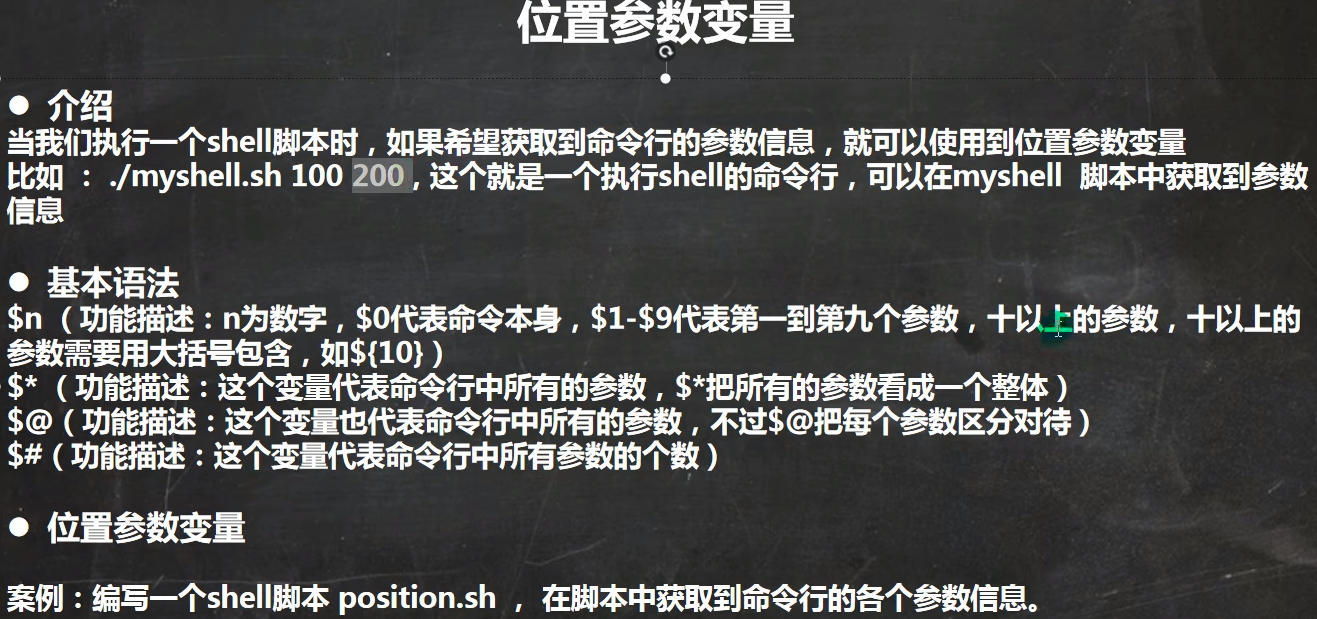 位置参数变量
● 介绍
当我们执行一个shell脚本时，如果希望获取到命令行的参数信息，就可以使用到位置参数变量
比如 ： ./myshell.sh 100 200 , 这个就是一个执行shell的命令行，可以在myshell 脚本中获取到参数
信息
● 基本语法
$n （功能描述：n为数字，$0代表命令本身，$1-$9代表第一到第九个参数，十以上的参数，十以上的
参数需要用大括号包含，如${10}）
$* （功能描述：这个变量代表命令行中所有的参数，$*把所有的参数看成一个整体）
$@（功能描述：这个变量也代表命令行中所有的参数，不过$@把每个参数区分对待）
$#（功能描述：这个变量代表命令行中所有参数的个数）
● 位置参数变量
案例：编写一个shell脚本 position.sh ， 在脚本中获取到命令行的各个参数信息。